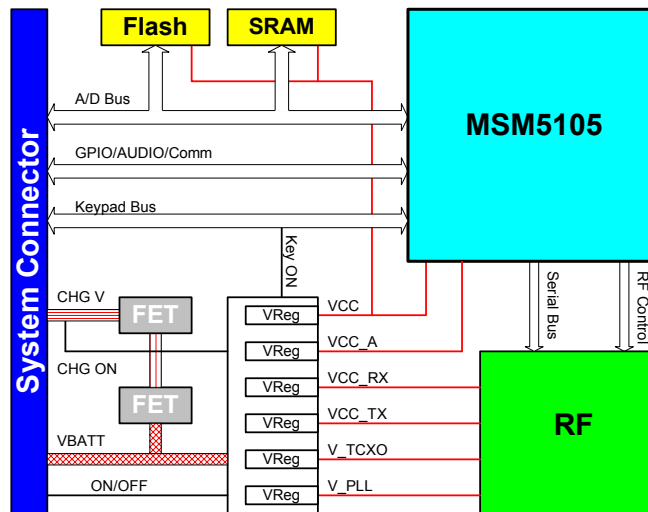 Flash
SRAM
A/D Bus
MSM5105
GPIO/AUDIO/Comm
Keypad Bus
System Connector
Key ON
Serial Bus
RF Control
CHG V
FET
VReg
VCC
VReg
VCC_A
CHG ON
FET
VReg
VCC_RX
VReg
VCC_TX
RF
VBATT
VReg
V_TCXO
ON/OFF
VReg
V_PLL